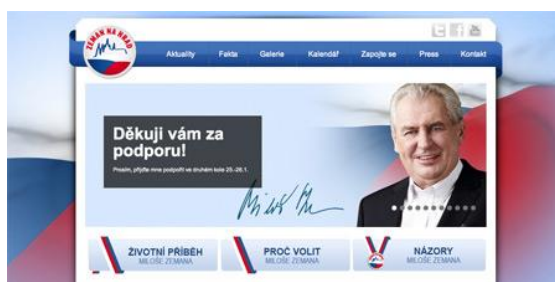 ZEMAN NA HRAD
Aktuality Fakta Galerie Kalendář Zapojte se Press Kontakt
Děkuji vám za
podporu!
Prosím, přijďte mne podpořit ve druhém kole 25.-26.1.
ŽIVOTNÍ PŘÍBĚH
MILOŠE ZEMANA
PROČ VOLIT
MILOŠE ZEMANA
NÁZORY
MILOŠE ZEMANA